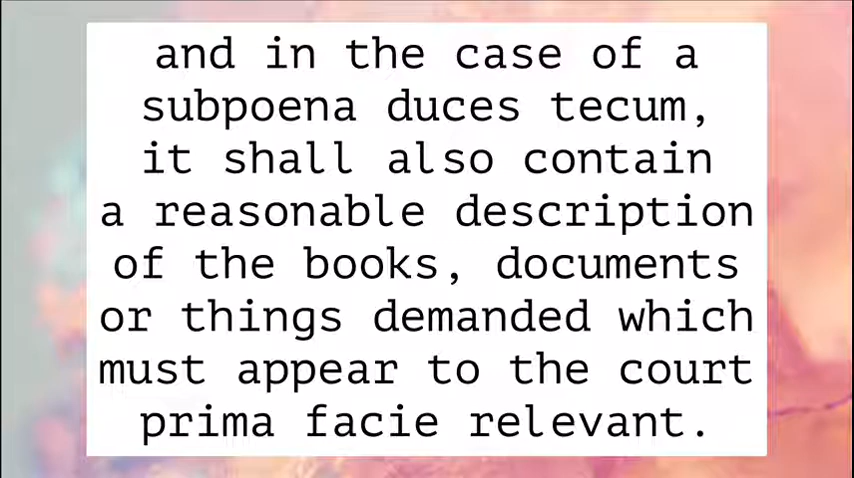 and in the case of a
subpoena duces tecum,
it shall also contain
a reasonable description
of the books, documents
or things demanded which
must appear to the court
prima facie relevant.